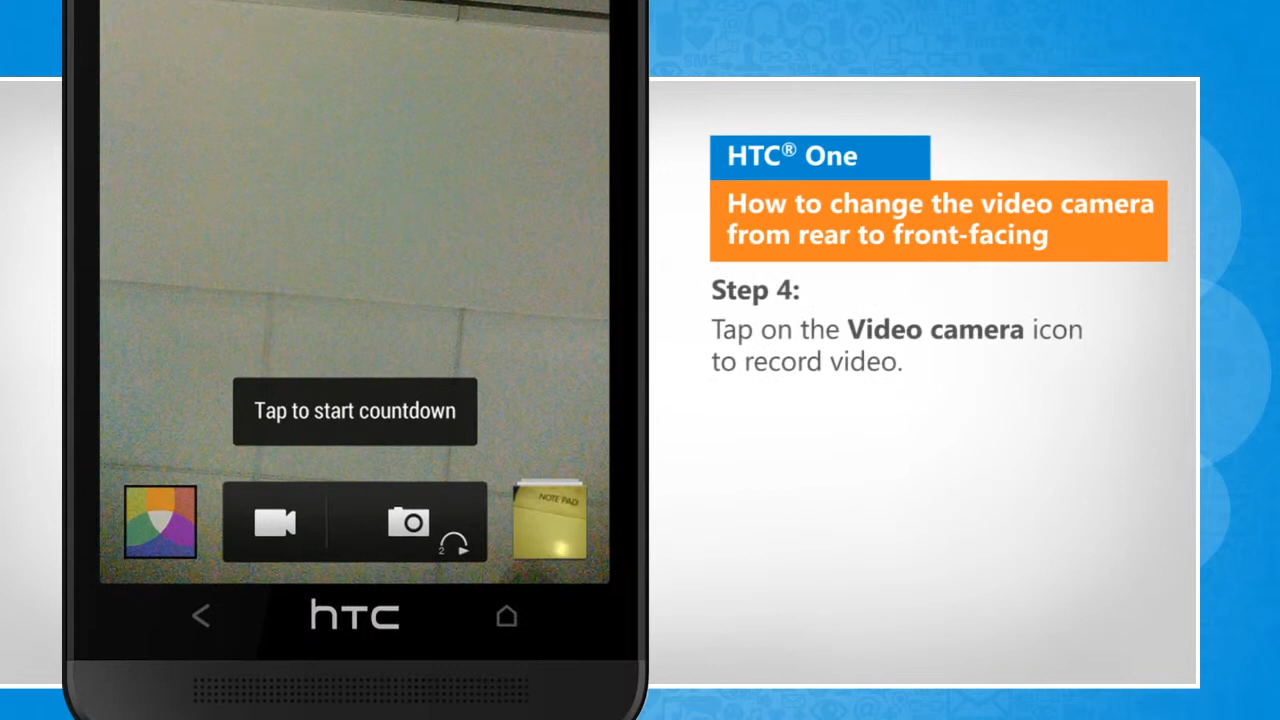 HTC® One
How to change the video camera
from rear to front-facing
Step 4:
Tap on the Video camera icon
to record video.
Tap to start countdown
NOTE PAD
2
hTC